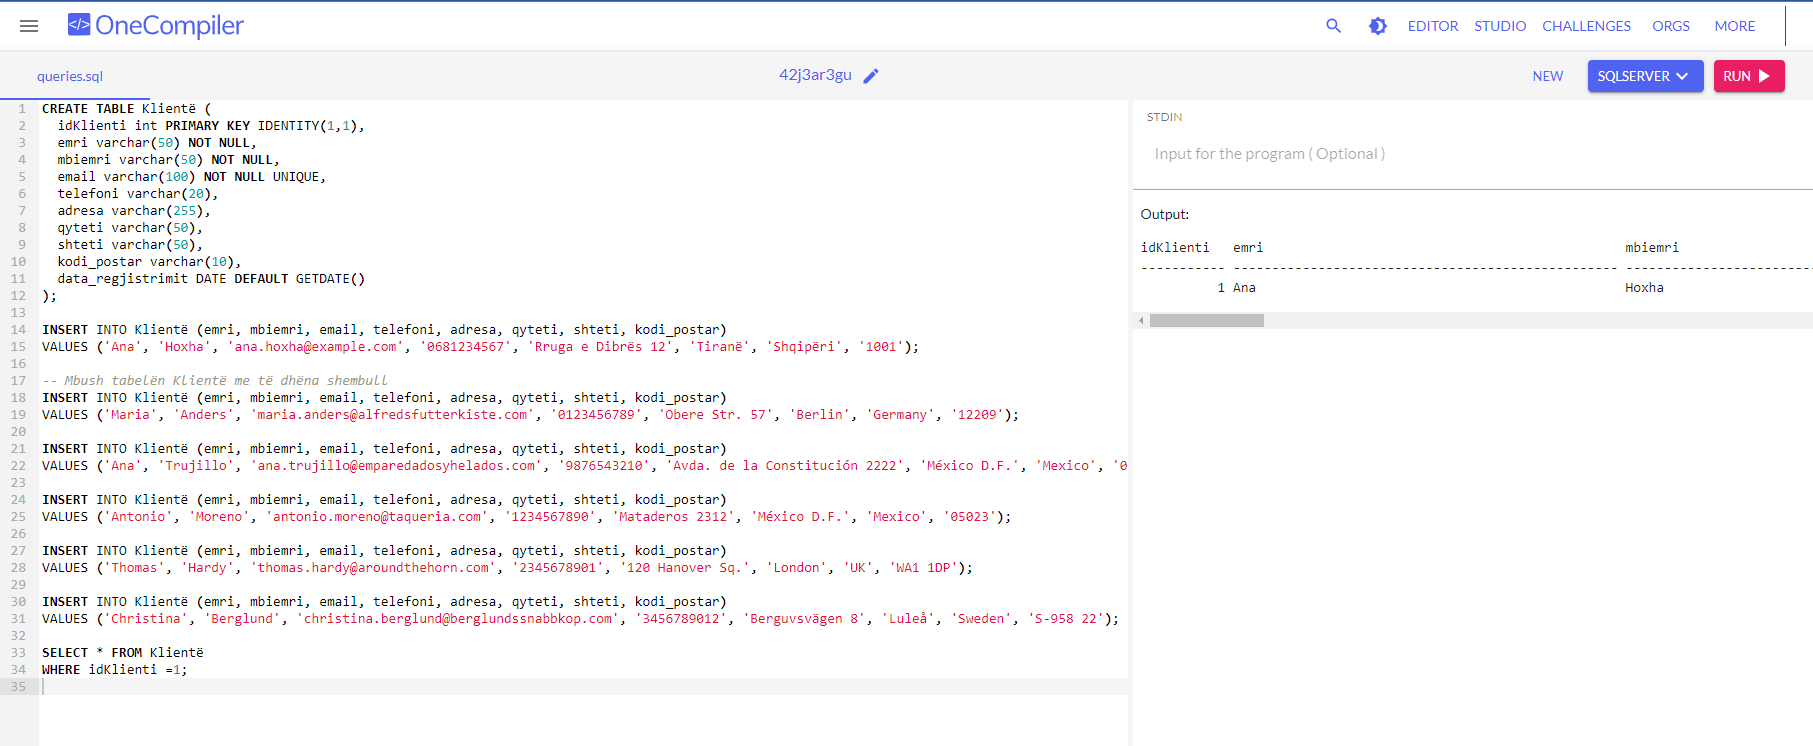 OneCompiler
EDITOR STUDIO CHALLENGES ORGS MORE
queries.sql
42j3ar3gu
NEW
SQLSERVER
RUN
1 CREATE TABLE Klientë (
2 idKlienti int PRIMARY KEY IDENTITY(1,1),
3 emri varchar(50) NOT NULL,
4 mbiemri varchar(50) NOT NULL,
5 email varchar(100) NOT NULL UNIQUE,
6 telefoni varchar(20),
7 adresa varchar(255),
8 qyteti varchar(50),
9 shteti varchar(50),
10 kodi_postar varchar(10),
11 data_regjistrimit DATE DEFAULT GETDATE()
12 );
13
14 INSERT INTO Klientë (emri, mbiemri, email, telefoni, adresa, qyteti, shteti, kodi_postar)
15 VALUES ('Ana', 'Hoxha', 'ana.hoxha@example.com', '0681234567', 'Rruga e Dibrës 12', 'Tiranë', 'Shqipëri', '1001');
16
17 -- Mbush tabelën Klientë me të dhëna shembull
18 INSERT INTO Klientë (emri, mbiemri, email, telefoni, adresa, qyteti, shteti, kodi_postar)
19 VALUES ('Maria', 'Anders', 'maria.anders@alfredsfutterkiste.com', '0123456789', 'Obere Str. 57', 'Berlin', 'Germany', '12209');
20
21 INSERT INTO Klientë (emri, mbiemri, email, telefoni, adresa, qyteti, shteti, kodi_postar)
22 VALUES ('Ana', 'Trujillo', 'ana.trujillo@emparedadosyhelados.com', '9876543210', 'Avda. de la Constitución 2222', 'México D.F.', 'Mexico', '0
23
24 INSERT INTO Klientë (emri, mbiemri, email, telefoni, adresa, qyteti, shteti, kodi_postar)
25 VALUES ('Antonio', 'Moreno', 'antonio.moreno@taqueria.com', '1234567890', 'Mataderos 2312', 'México D.F.', 'Mexico', '05023');
26
27 INSERT INTO Klientë (emri, mbiemri, email, telefoni, adresa, qyteti, shteti, kodi_postar)
28 VALUES ('Thomas', 'Hardy', 'thomas.hardy@aroundthehorn.com', '2345678901', '120 Hanover Sq.', 'London', 'UK', 'WA1 1DP');
29
30 INSERT INTO Klientë (emri, mbiemri, email, telefoni, adresa, qyteti, shteti, kodi_postar)
31 VALUES ('Christina', 'Berglund', 'christina.berglund@berglundssnabbkop.com', '3456789012', 'Berguvsvägen 8', 'Luleå', 'Sweden', 'S-958 22');
32
33 SELECT * FROM Klientë
34 WHERE idKlienti =1;
35
STDIN
Input for the program ( Optional )
Output:
idKlienti emri mbiemri
----------- -------------------------------------------------- ------------------------
1 Ana Hoxha